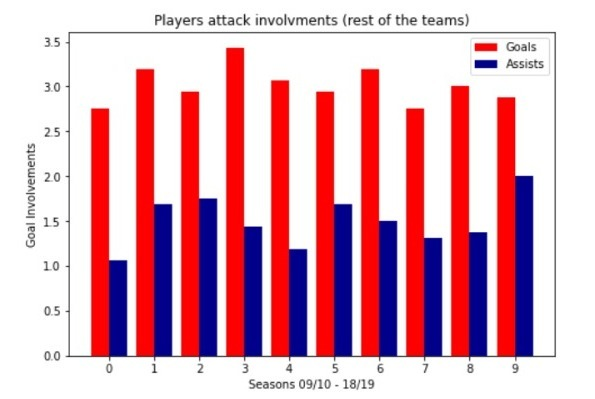 Players attack involvments (rest of the teams)
Goals
Assists
Goal Involvements
3.5
3.0
2.5
2.0
1.5
1.0
0.5
0.0
0 1 2 3 4 5 6 7 8 9
Seasons 09/10 - 18/19